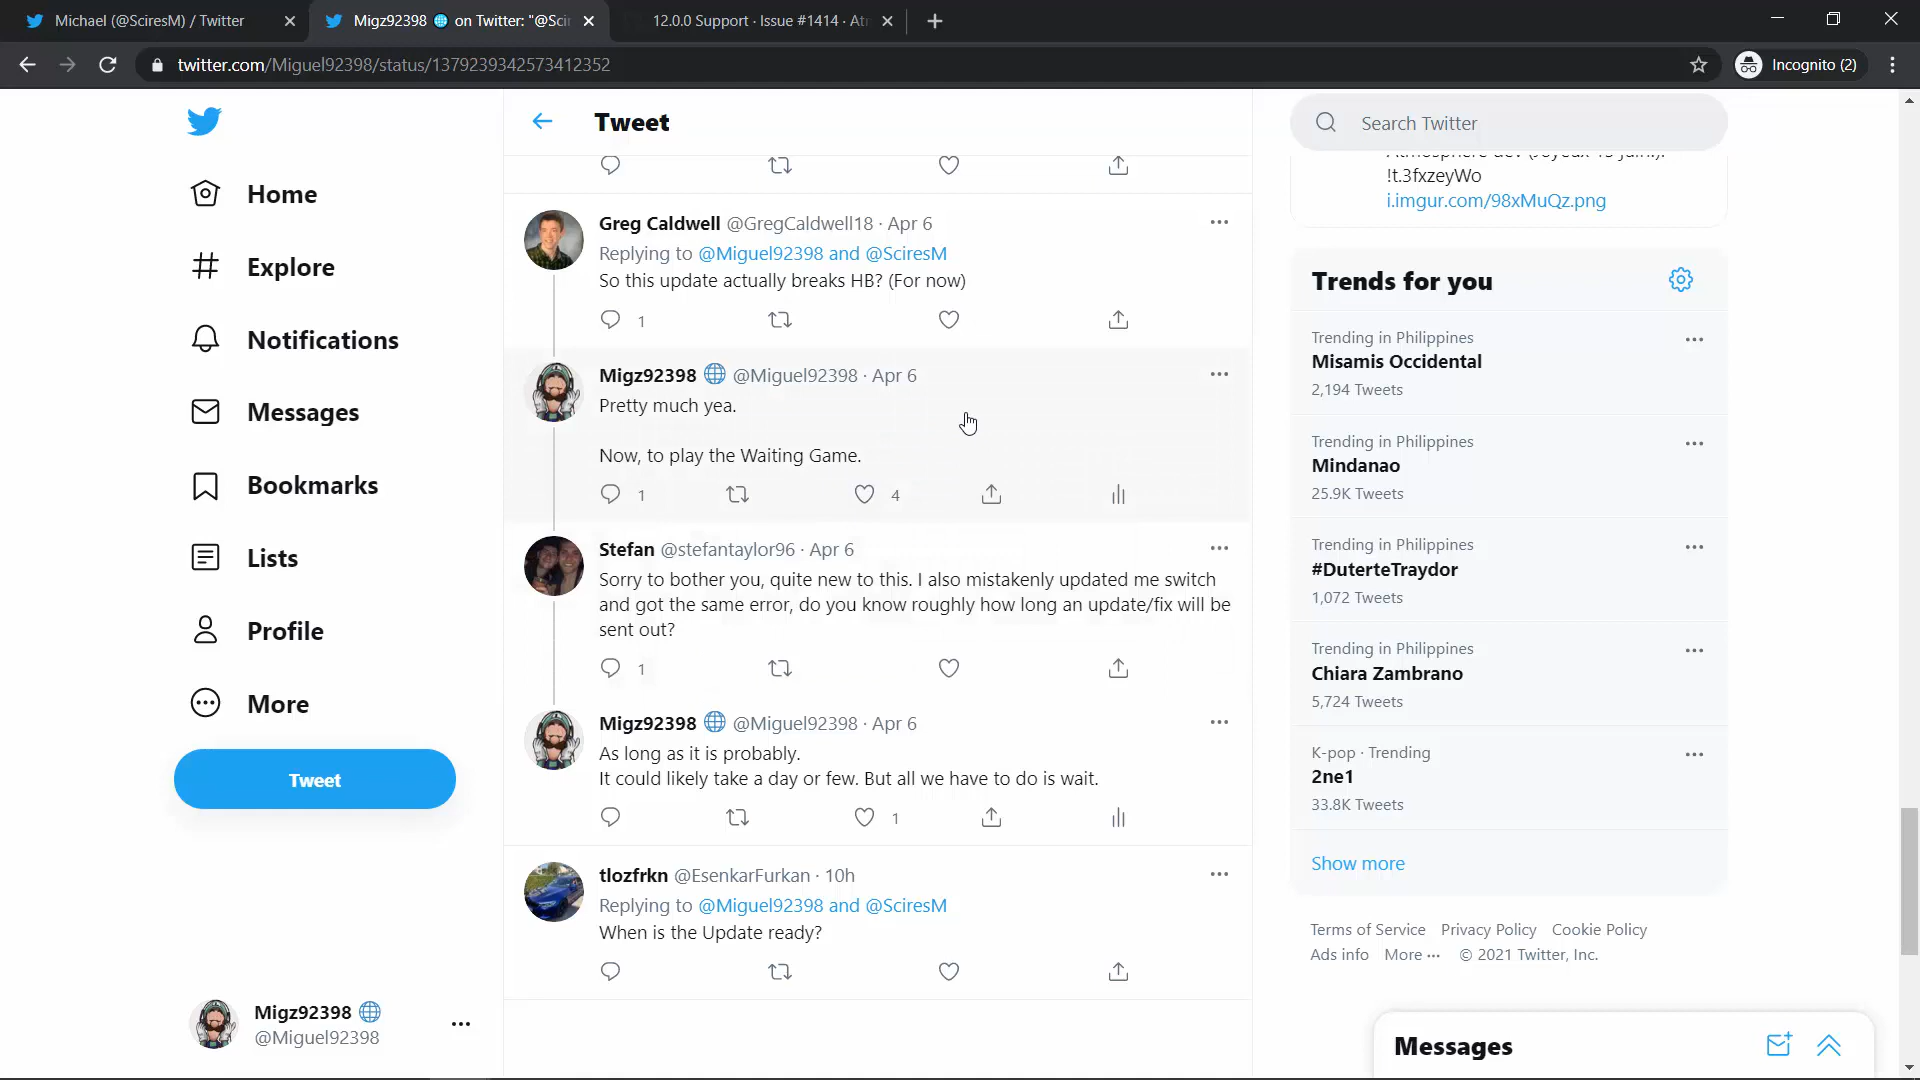 Michael (@SciresM) / Twitter
Migz92398 🌐 on Twitter: "@Scir
12.0.0 Support · Issue #1414 · Atm
twitter.com/Miguel92398/status/1379239342573412352
Incognito (2)
Home
Explore
Notifications
Messages
Bookmarks
Lists
Profile
More
Tweet
Migz92398 🌐
@Miguel92398
Tweet
Greg Caldwell @GregCaldwell18 · Apr 6
Replying to @Miguel92398 and @SciresM
So this update actually breaks HB? (For now)
1
Migz92398 🌐 @Miguel92398 · Apr 6
Pretty much yea.
Now, to play the Waiting Game.
1 4
Stefan @stefantaylor96 · Apr 6
Sorry to bother you, quite new to this. I also mistakenly updated me switch
and got the same error, do you know roughly how long an update/fix will be
sent out?
1
Migz92398 🌐 @Miguel92398 · Apr 6
As long as it is probably.
It could likely take a day or few. But all we have to do is wait.
1
tlozfrkn @EsenkarFurkan · 10h
Replying to @Miguel92398 and @SciresM
When is the Update ready?
Search Twitter
!t.3fxzeyWo
i.imgur.com/98xMuQz.png
Trends for you
Trending in Philippines
Misamis Occidental
2,194 Tweets
Trending in Philippines
Mindanao
25.9K Tweets
Trending in Philippines
#DuterteTraydor
1,072 Tweets
Trending in Philippines
Chiara Zambrano
5,724 Tweets
K-pop · Trending
2ne1
33.8K Tweets
Show more
Terms of Service Privacy Policy Cookie Policy
Ads info More ··· © 2021 Twitter, Inc.
Messages